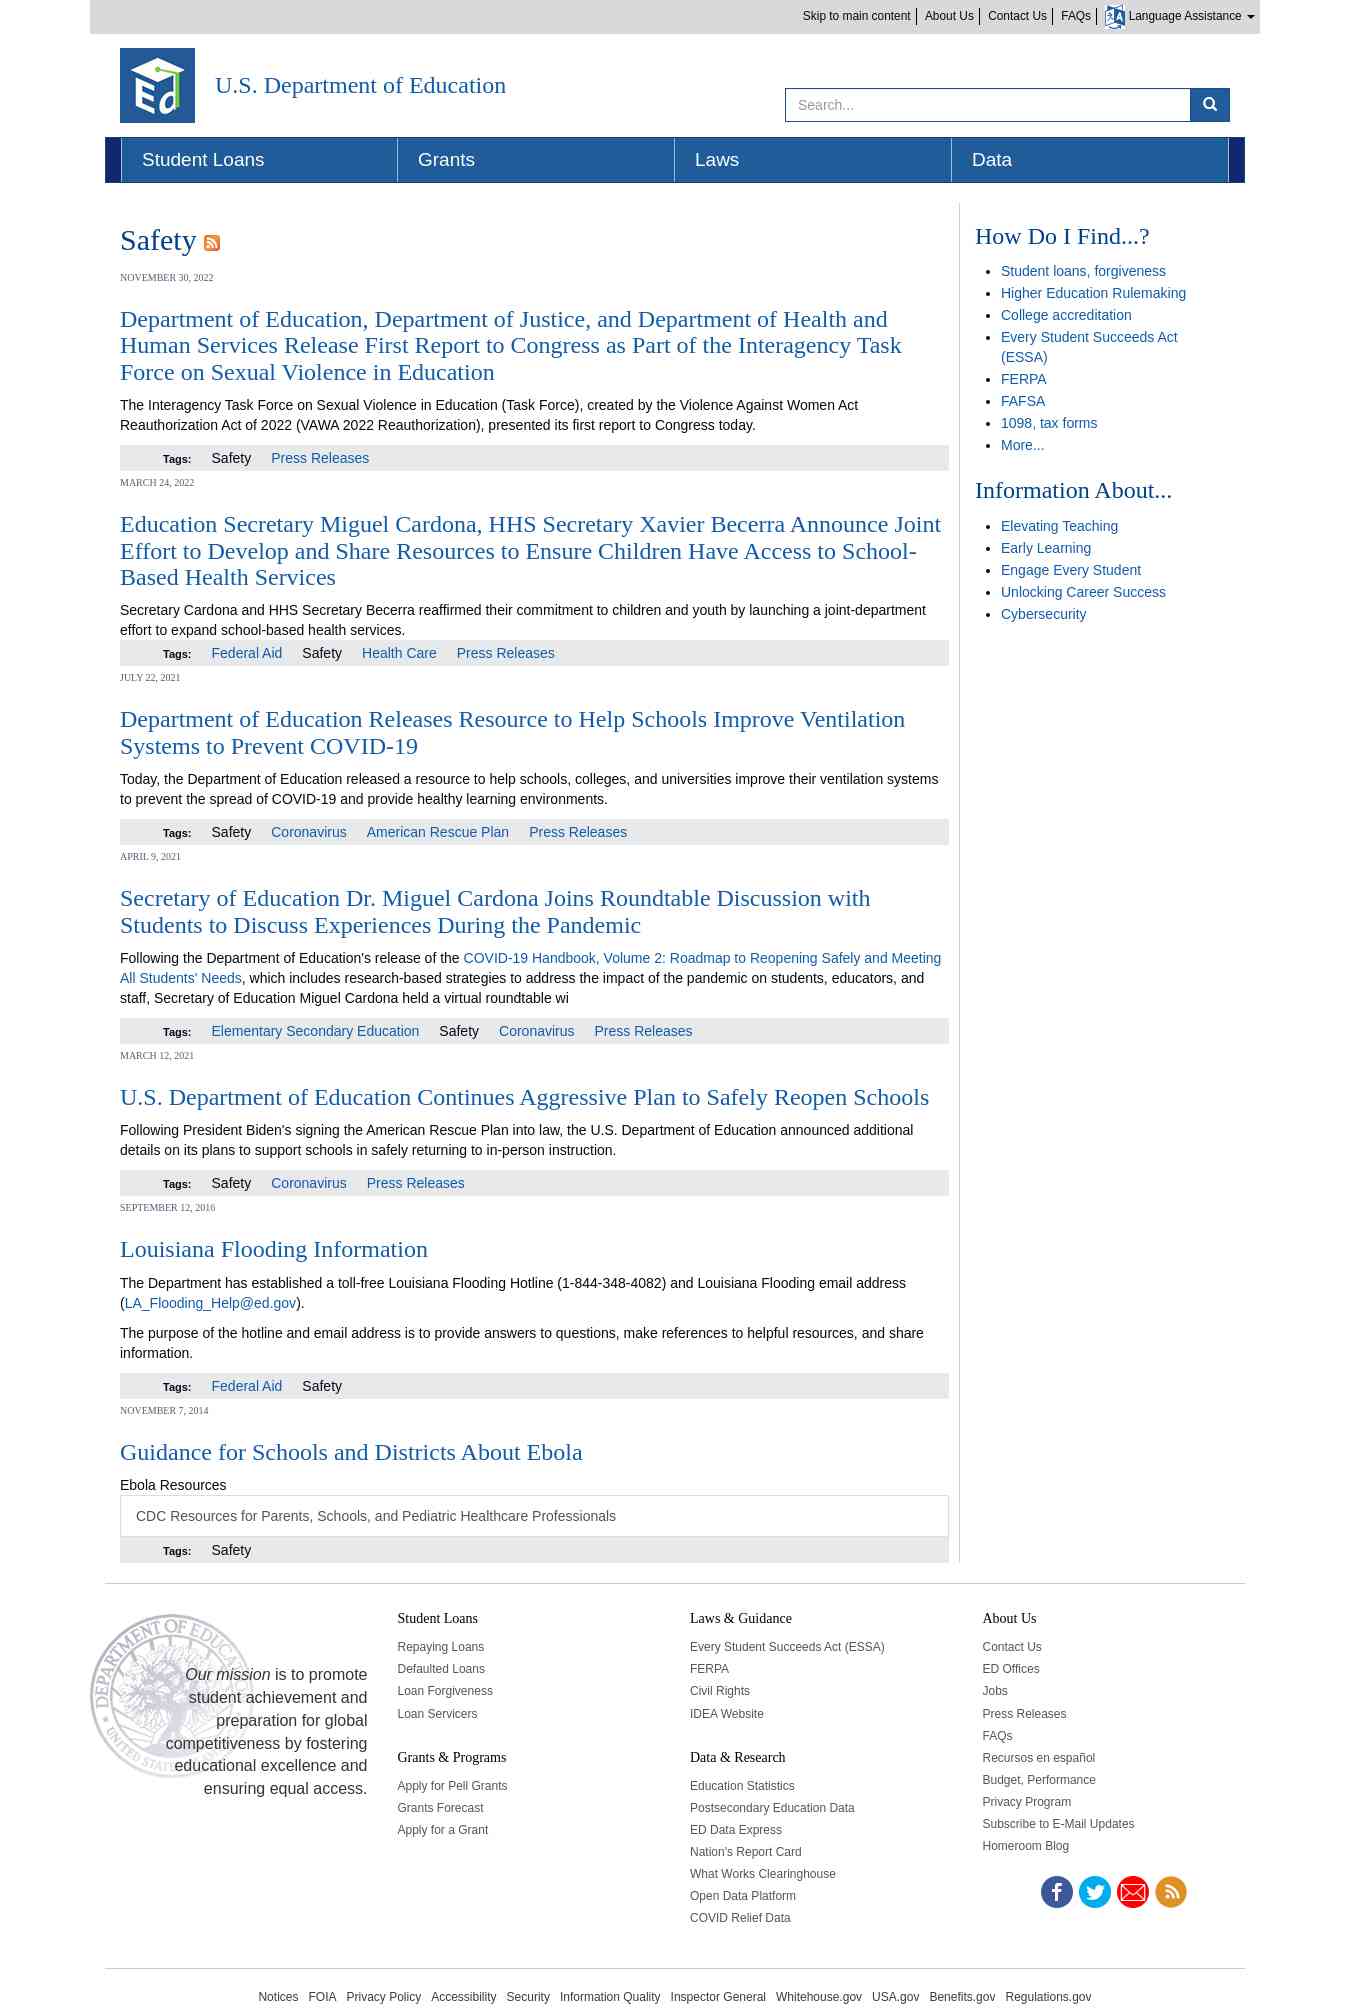 Skip to main content
About Us
Contact Us
FAQs
Language Assistance
U.S. Department of Education
Search...
Student Loans
Grants
Laws
Data
Safety
NOVEMBER 30, 2022
Department of Education, Department of Justice, and Department of Health and
Human Services Release First Report to Congress as Part of the Interagency Task
Force on Sexual Violence in Education
The Interagency Task Force on Sexual Violence in Education (Task Force), created by the Violence Against Women Act
Reauthorization Act of 2022 (VAWA 2022 Reauthorization), presented its first report to Congress today.
Tags: Safety Press Releases
MARCH 24, 2022
Education Secretary Miguel Cardona, HHS Secretary Xavier Becerra Announce Joint
Effort to Develop and Share Resources to Ensure Children Have Access to School-
Based Health Services
Secretary Cardona and HHS Secretary Becerra reaffirmed their commitment to children and youth by launching a joint-department
effort to expand school-based health services.
Tags: Federal Aid Safety Health Care Press Releases
JULY 22, 2021
Department of Education Releases Resource to Help Schools Improve Ventilation
Systems to Prevent COVID-19
Today, the Department of Education released a resource to help schools, colleges, and universities improve their ventilation systems
to prevent the spread of COVID-19 and provide healthy learning environments.
Tags: Safety Coronavirus American Rescue Plan Press Releases
APRIL 9, 2021
Secretary of Education Dr. Miguel Cardona Joins Roundtable Discussion with
Students to Discuss Experiences During the Pandemic
Following the Department of Education's release of the COVID-19 Handbook, Volume 2: Roadmap to Reopening Safely and Meeting
All Students' Needs, which includes research-based strategies to address the impact of the pandemic on students, educators, and
staff, Secretary of Education Miguel Cardona held a virtual roundtable wi
Tags: Elementary Secondary Education Safety Coronavirus Press Releases
MARCH 12, 2021
U.S. Department of Education Continues Aggressive Plan to Safely Reopen Schools
Following President Biden's signing the American Rescue Plan into law, the U.S. Department of Education announced additional
details on its plans to support schools in safely returning to in-person instruction.
Tags: Safety Coronavirus Press Releases
SEPTEMBER 12, 2016
Louisiana Flooding Information
The Department has established a toll-free Louisiana Flooding Hotline (1-844-348-4082) and Louisiana Flooding email address
(LA_Flooding_Help@ed.gov).
The purpose of the hotline and email address is to provide answers to questions, make references to helpful resources, and share
information.
Tags: Federal Aid Safety
NOVEMBER 7, 2014
Guidance for Schools and Districts About Ebola
Ebola Resources
CDC Resources for Parents, Schools, and Pediatric Healthcare Professionals
Tags: Safety
How Do I Find...?
Student loans, forgiveness
Higher Education Rulemaking
College accreditation
Every Student Succeeds Act
(ESSA)
FERPA
FAFSA
1098, tax forms
More...
Information About...
Elevating Teaching
Early Learning
Engage Every Student
Unlocking Career Success
Cybersecurity
Our mission is to promote
student achievement and
preparation for global
competitiveness by fostering
educational excellence and
ensuring equal access.
Student Loans
Repaying Loans
Defaulted Loans
Loan Forgiveness
Loan Servicers
Grants & Programs
Apply for Pell Grants
Grants Forecast
Apply for a Grant
Laws & Guidance
Every Student Succeeds Act (ESSA)
FERPA
Civil Rights
IDEA Website
Data & Research
Education Statistics
Postsecondary Education Data
ED Data Express
Nation's Report Card
What Works Clearinghouse
Open Data Platform
COVID Relief Data
About Us
Contact Us
ED Offices
Jobs
Press Releases
FAQs
Recursos en español
Budget, Performance
Privacy Program
Subscribe to E-Mail Updates
Homeroom Blog
Notices FOIA Privacy Policy Accessibility Security Information Quality Inspector General Whitehouse.gov USA.gov Benefits.gov Regulations.gov